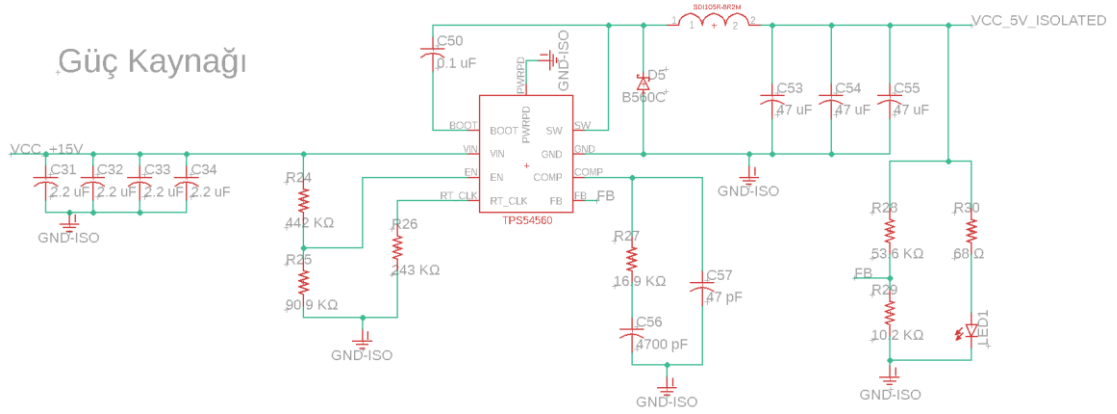 SDI105R-8R2M
1 1 2 2
VCC_5V_ISOLATED
Güç Kaynağı
C50
0.1 uF
PWRPD
GND-ISO
D5
B560C
C53
47 uF
C54
47 uF
C55
47 uF
BOOT BOOT PWRPD SW SW
VCC_+15V
VIN VIN GND GND
EN EN COMP COMP
RT_CLK RT_CLK FB FB FB
TPS54560
C31
2.2 uF
C32
2.2 uF
C33
2.2 uF
C34
2.2 uF
GND-ISO
R24
442 KΩ
R25
90.9 KΩ
R26
243 KΩ
GND-ISO
GND-ISO
R27
16.9 KΩ
C57
47 pF
C56
4700 pF
GND-ISO
R28
53.6 KΩ
R30
68 Ω
FB
R29
10.2 KΩ
LED1
GND-ISO